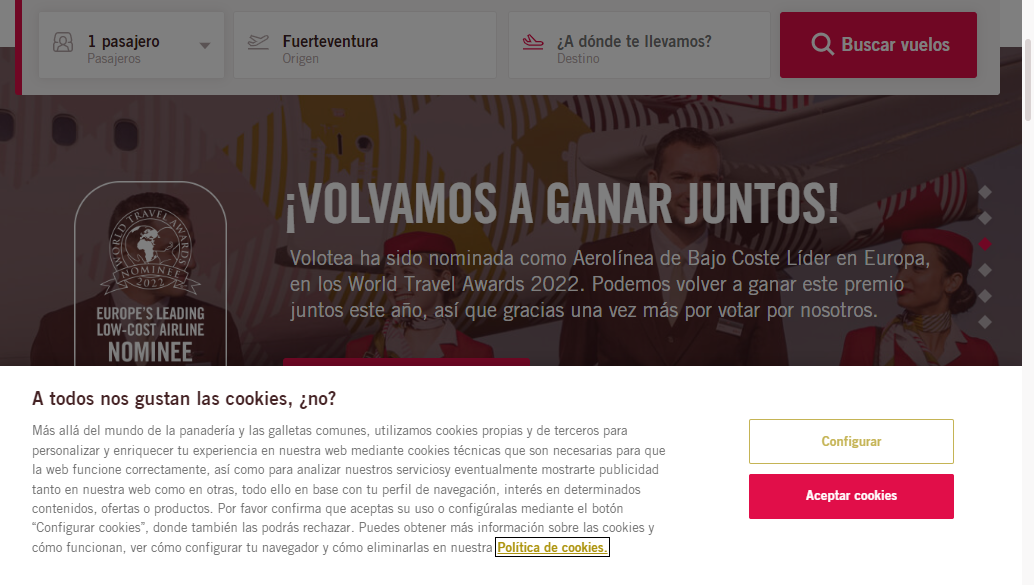 1 pasajero
Pasajeros
Fuerteventura
Origen
¿A dónde te llevamos?
Destino
Buscar vuelos
WORLD TRAVEL AWARDS
NOMINEE
2022
EUROPE'S LEADING
LOW-COST AIRLINE
NOMINEE
¡VOLVAMOS A GANAR JUNTOS!
Volotea ha sido nominada como Aerolínea de Bajo Coste Líder en Europa,
en los World Travel Awards 2022. Podemos volver a ganar este premio
juntos este año, así que gracias una vez más por votar por nosotros.
A todos nos gustan las cookies, ¿no?
Más allá del mundo de la panadería y las galletas comunes, utilizamos cookies propias y de terceros para
personalizar y enriquecer tu experiencia en nuestra web mediante cookies técnicas que son necesarias para que
la web funcione correctamente, así como para analizar nuestros serviciosy eventualmente mostrarte publicidad
tanto en nuestra web como en otras, todo ello en base con tu perfil de navegación, interés en determinados
contenidos, ofertas o productos. Por favor confirma que aceptas su uso o configúralas mediante el botón
“Configurar cookies”, donde también las podrás rechazar. Puedes obtener más información sobre las cookies y
cómo funcionan, ver cómo configurar tu navegador y cómo eliminarlas en nuestra Política de cookies.
Configurar
Aceptar cookies